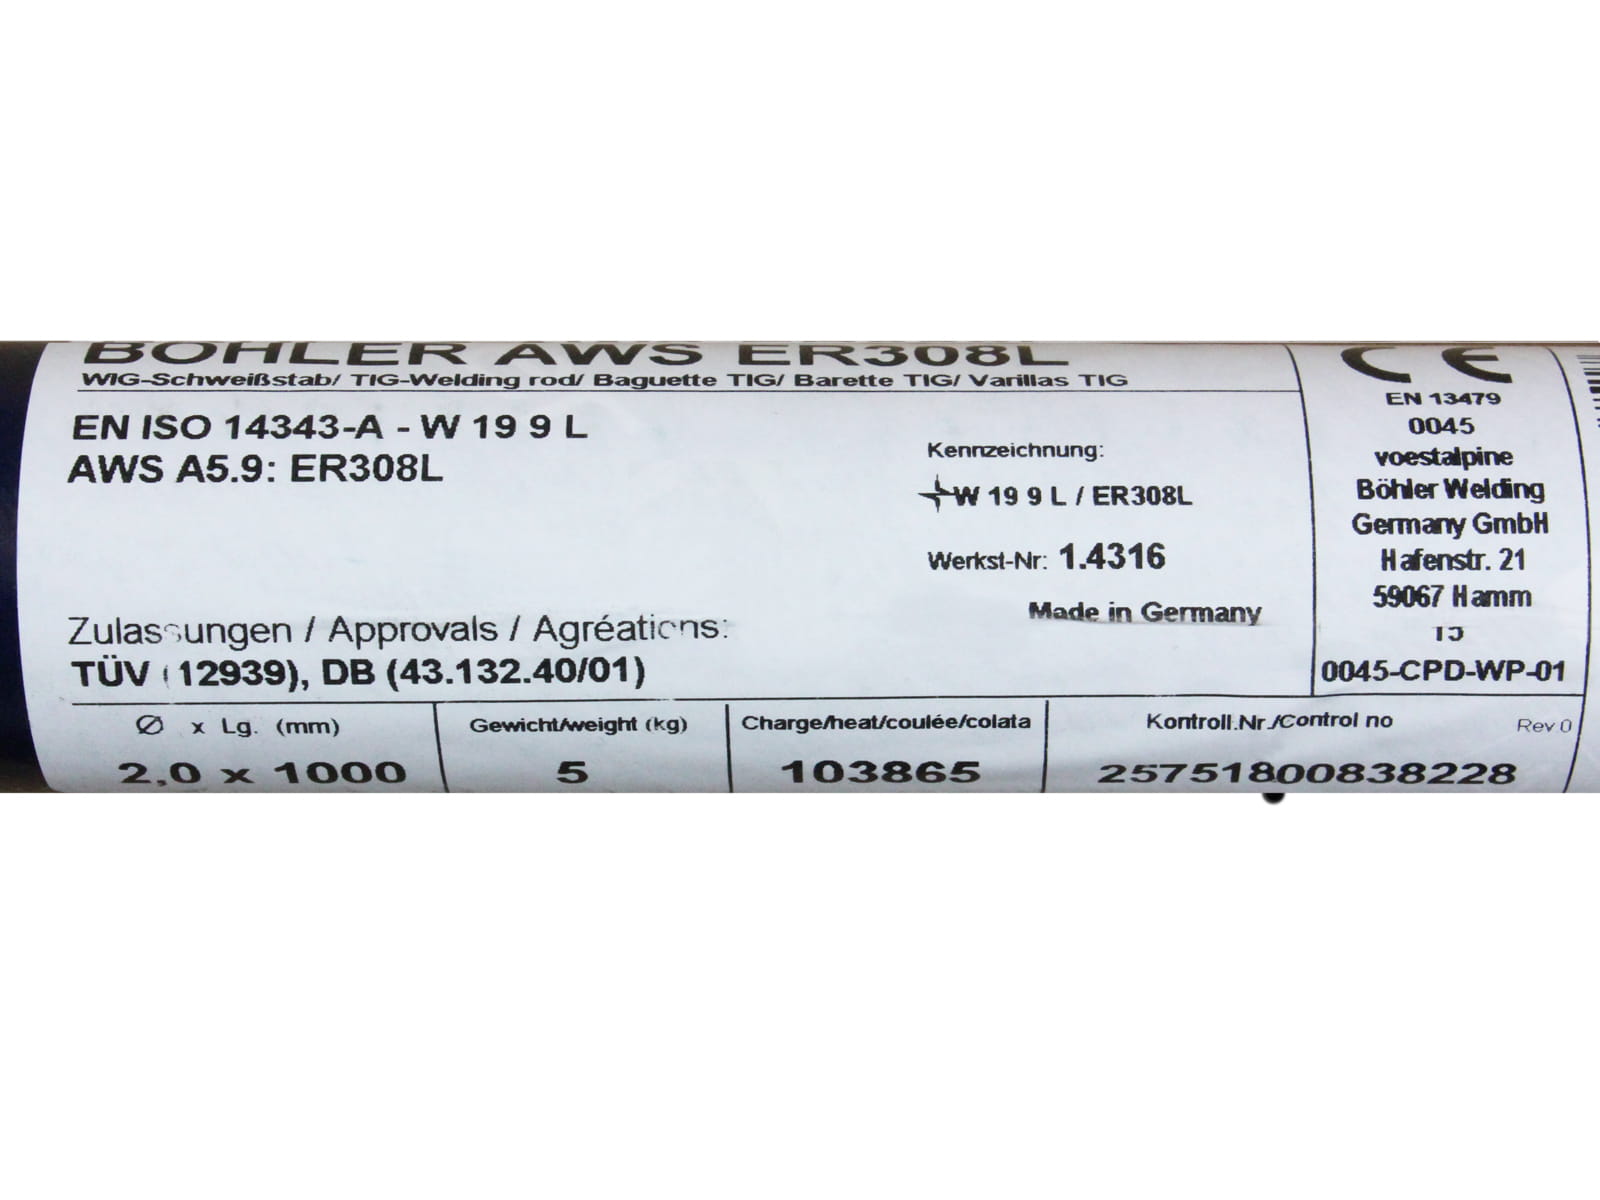 BÖHLER AWS ER308L
WIG-Schweißstab/ TIG-Welding rod/ Baguette TIG/ Barette TIG/ Varillas TIG
EN ISO 14343-A - W 19 9 L
AWS A5.9: ER308L
Kennzeichnung:
W 19 9 L / ER308L
Werkst-Nr: 1.4316
Made in Germany
Zulassungen / Approvals / Agréations:
TÜV (12939), DB (43.132.40/01)
CE
EN 13479
0045
voestalpine
Böhler Welding
Germany GmbH
Hafenstr. 21
59067 Hamm
0045-CPD-WP-01
Ø x Lg. (mm)
2,0 x 1000
Gewicht/weight (kg)
5
Charge/heat/coulée/colata
103865
Kontroll.Nr./Control no
25751800838228
Rev 0